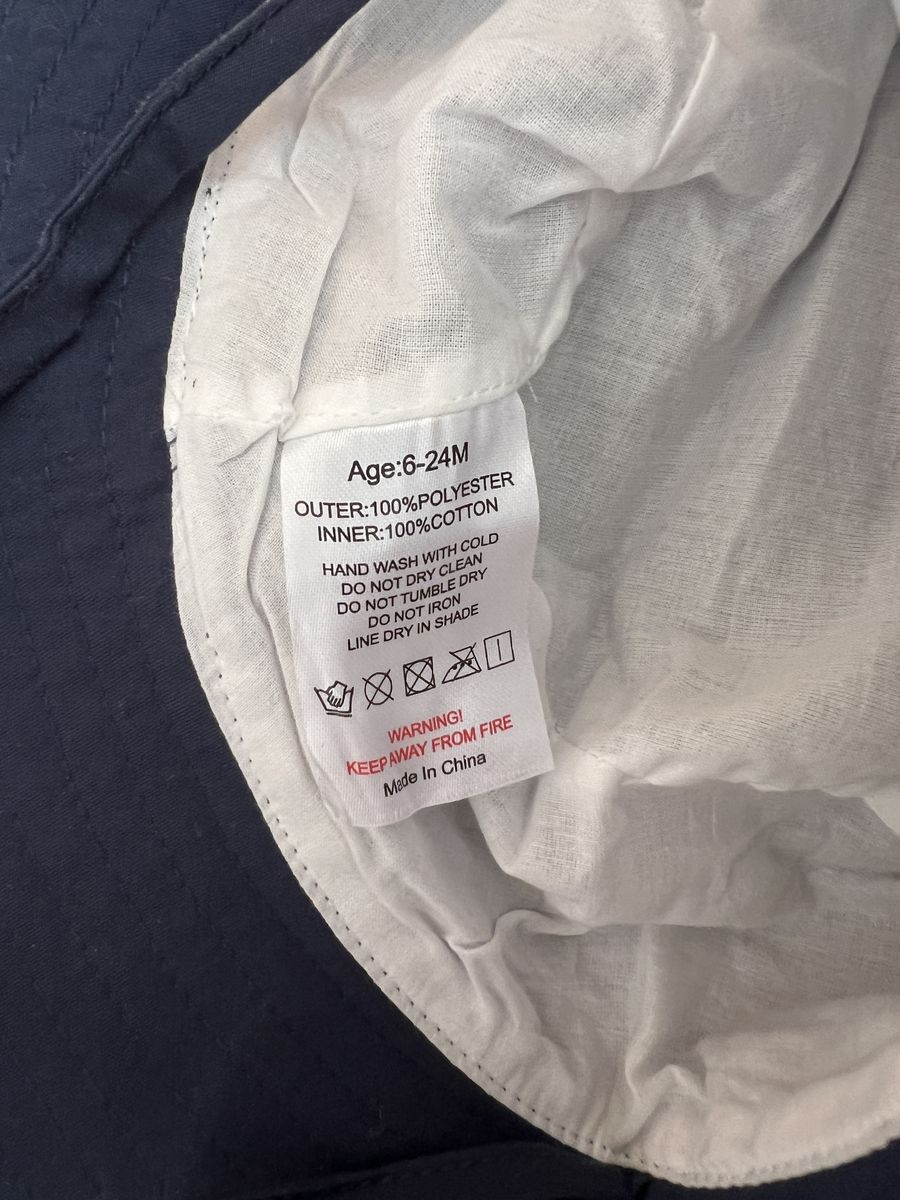 Age:6-24M
OUTER:100%POLYESTER
INNER:100%COTTON
HAND WASH WITH COLD
DO NOT DRY CLEAN
DO NOT TUMBLE DRY
DO NOT IRON
LINE DRY IN SHADE
WARNING!
KEEP AWAY FROM FIRE
Made In China